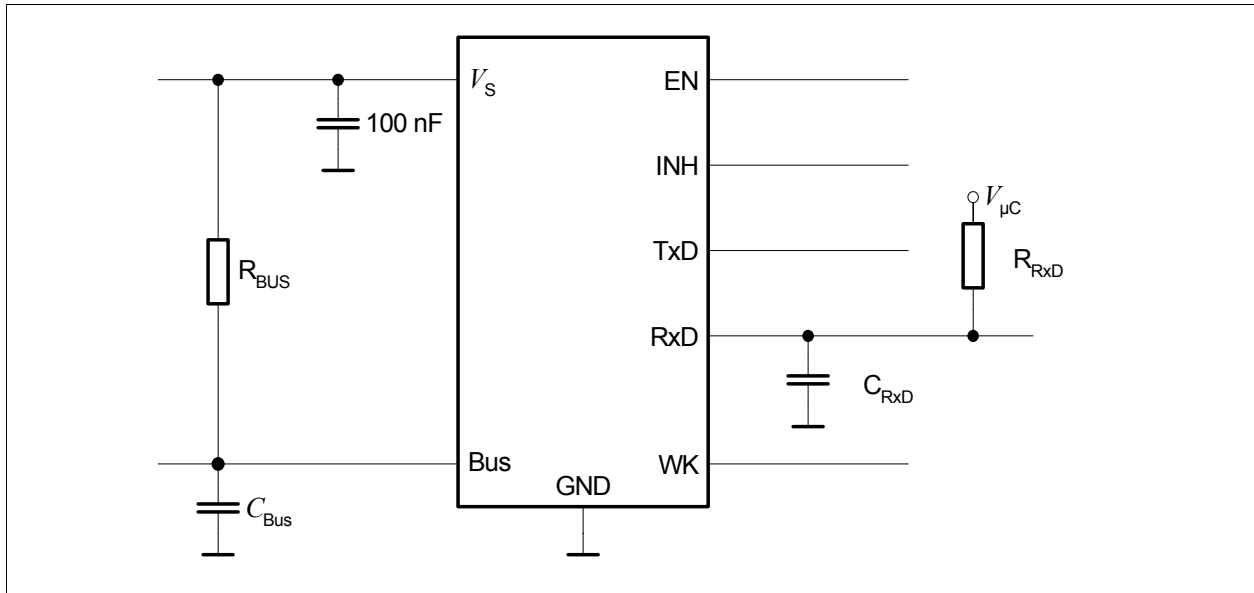 V_S
EN
100 nF
INH
V_µC
TxD
R_BUS
R_RxD
RxD
C_RxD
Bus
WK
GND
C_Bus